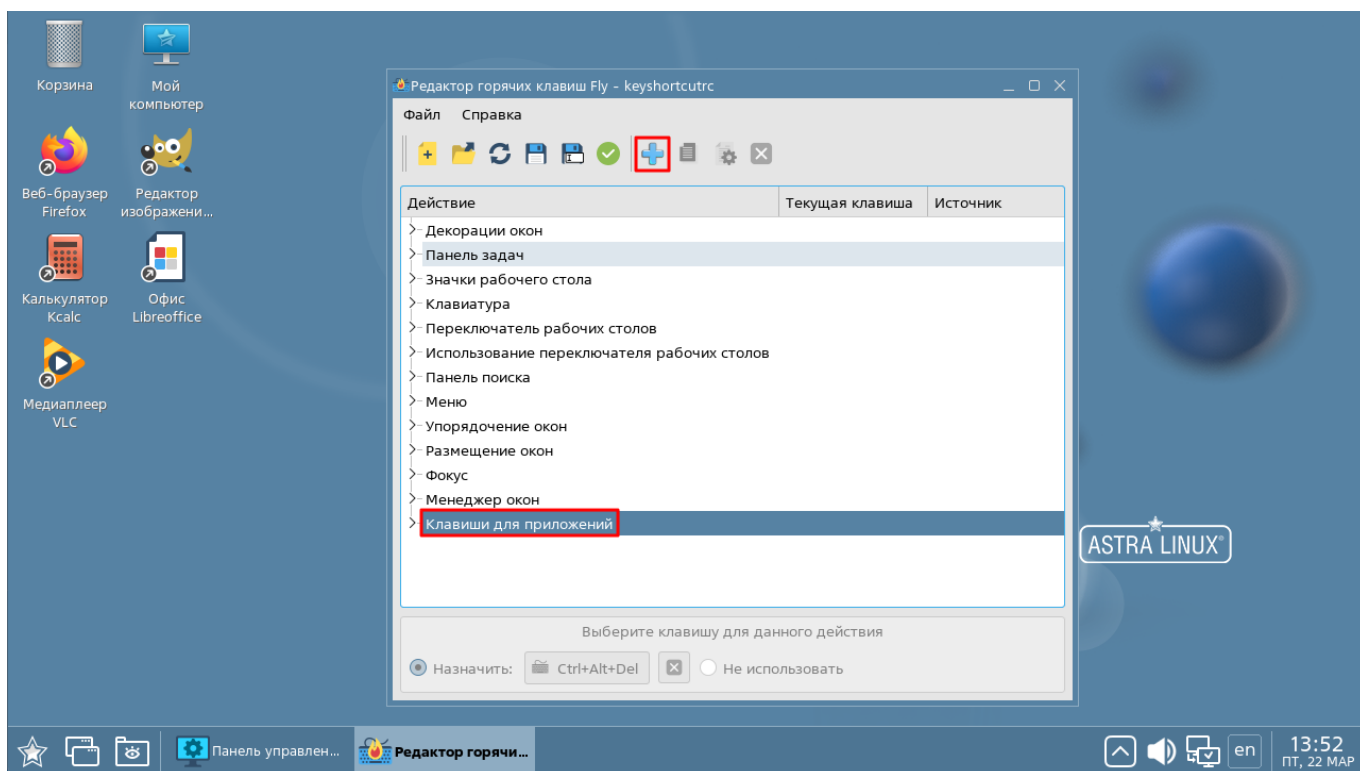 Корзина
Мой
компьютер
Веб-браузер
Firefox
Редактор
изображени...
Калькулятор
Kcalc
Офис
Libreoffice
Медиаплеер
VLC
Редактор горячих клавиш Fly - keyshortcutrc
Файл Справка
Действие Текущая клавиша Источник
Декорации окон
Панель задач
Значки рабочего стола
Клавиатура
Переключатель рабочих столов
Использование переключателя рабочих столов
Панель поиска
Меню
Упорядочение окон
Размещение окон
Фокус
Менеджер окон
Клавиши для приложений
Выберите клавишу для данного действия
Назначить: Ctrl+Alt+Del Не использовать
ASTRA LINUX®
Панель управлен... Редактор горячи... en 13:52
ПТ, 22 МАР